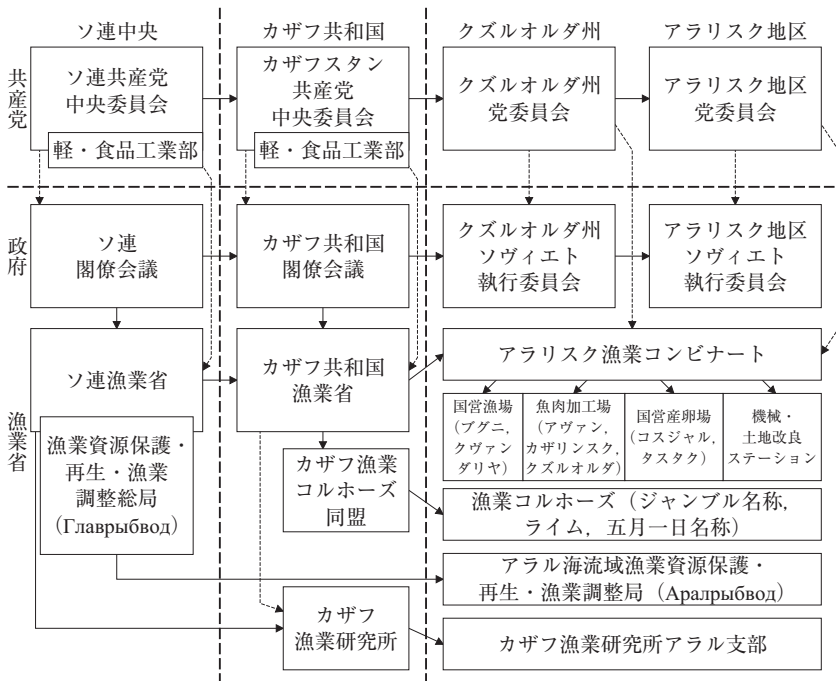 ソ連中央
カザフ共和国
クズルオルダ州
アラリスク地区
共産党
ソ連共産党
中央委員会
軽・食品工業部
カザフスタン
共産党
中央委員会
軽・食品工業部
クズルオルダ州
党委員会
アラリスク地区
党委員会
政府
ソ連
閣僚会議
カザフ共和国
閣僚会議
クズルオルダ州
ソヴィエト
執行委員会
アラリスク地区
ソヴィエト
執行委員会
漁業省
ソ連漁業省
漁業資源保護・
再生・漁業
調整総局
(Главрыбвод)
カザフ共和国
漁業省
カザフ漁業
コルホーズ
同盟
アラリスク漁業コンビナート
国営漁場
(ブグニ,
クヴァン
ダリヤ)
魚肉加工場
(アヴァン,
カザリンスク,
クズルオルダ)
国営産卵場
(コスジャル,
タスタク)
機械・
土地改良
ステーション
漁業コルホーズ(ジャンブル名称,
ライム, 五月一日名称)
アラル海流域漁業資源保護・
再生・漁業調整局(Аралрыбвод)
カザフ
漁業研究所
カザフ漁業研究所アラル支部